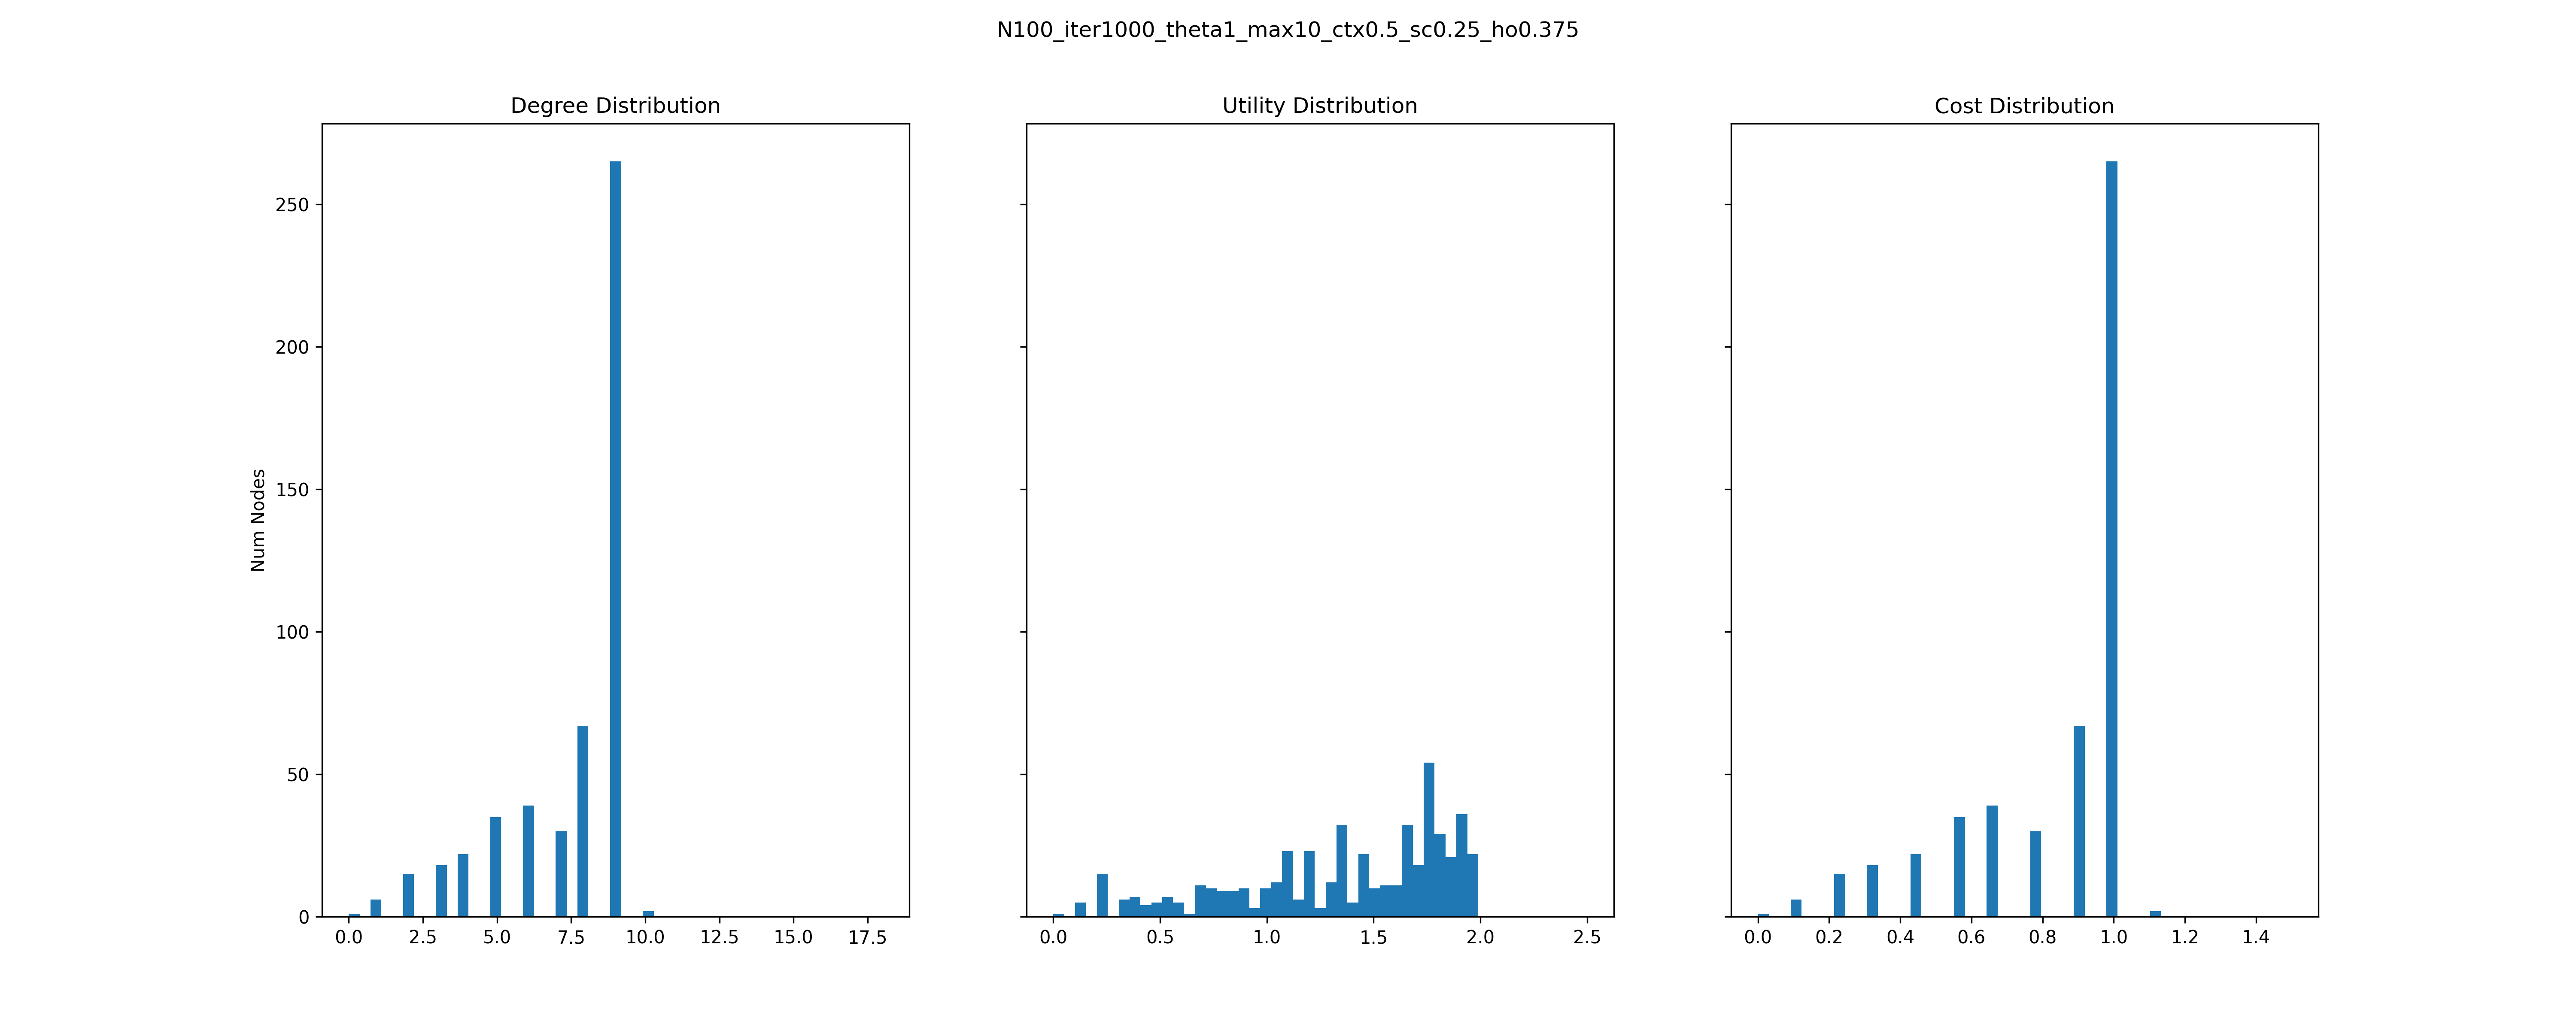 N100_iter1000_theta1_max10_ctx0.5_sc0.25_ho0.375
Degree Distribution
Utility Distribution
Cost Distribution
Num Nodes
250
200
150
100
50
0
0.0 2.5 5.0 7.5 10.0 12.5 15.0 17.5
0.0 0.5 1.0 1.5 2.0 2.5
0.0 0.2 0.4 0.6 0.8 1.0 1.2 1.4